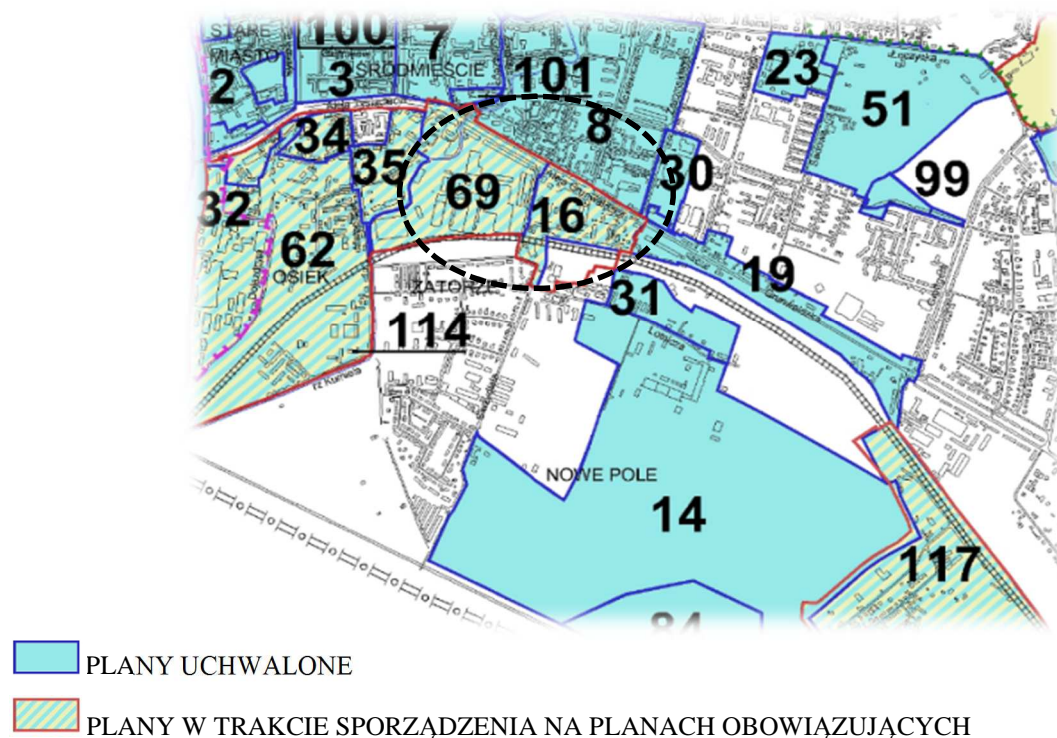 STARE
MIASTO
100
7
2
3
ŚRÓDMIEŚCIE
101
8
23
51
34
35
30
99
32
69
16
62
OSIEK
ZATORZE
31
19
114
NOWE POLE
14
117
84
PLANY UCHWALONE
PLANY W TRAKCIE SPORZĄDZENIA NA PLANACH OBOWIĄZUJĄCYCH